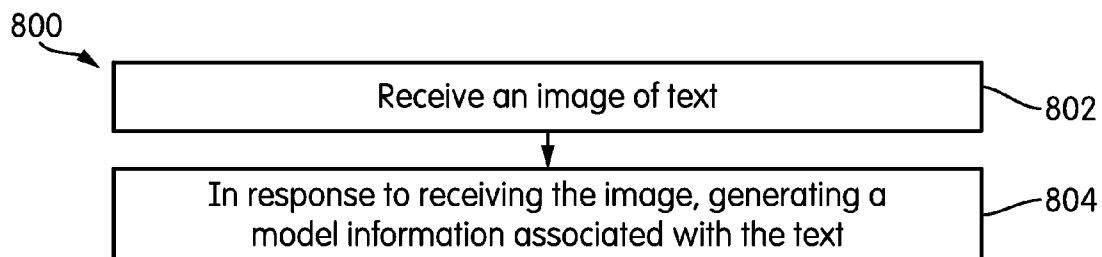 800
Receive an image of text
802
In response to receiving the image, generating a
model information associated with the text
804